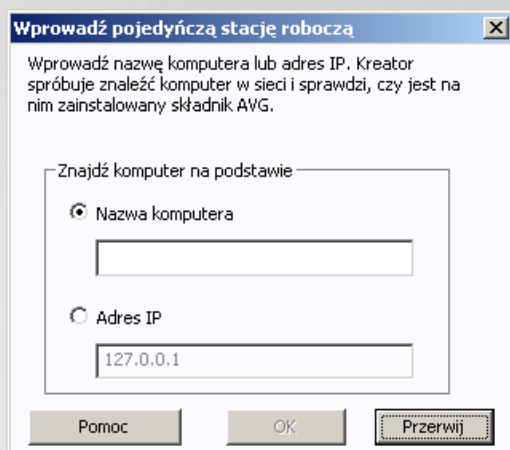 Wprowadź pojedyńczą stację roboczą
Wprowadź nazwę komputera lub adres IP. Kreator
spróbuje znaleźć komputer w sieci i sprawdzi, czy jest na
nim zainstalowany składnik AVG.
Znajdź komputer na podstawie
Nazwa komputera
Adres IP
127.0.0.1
Pomoc OK Przerwij